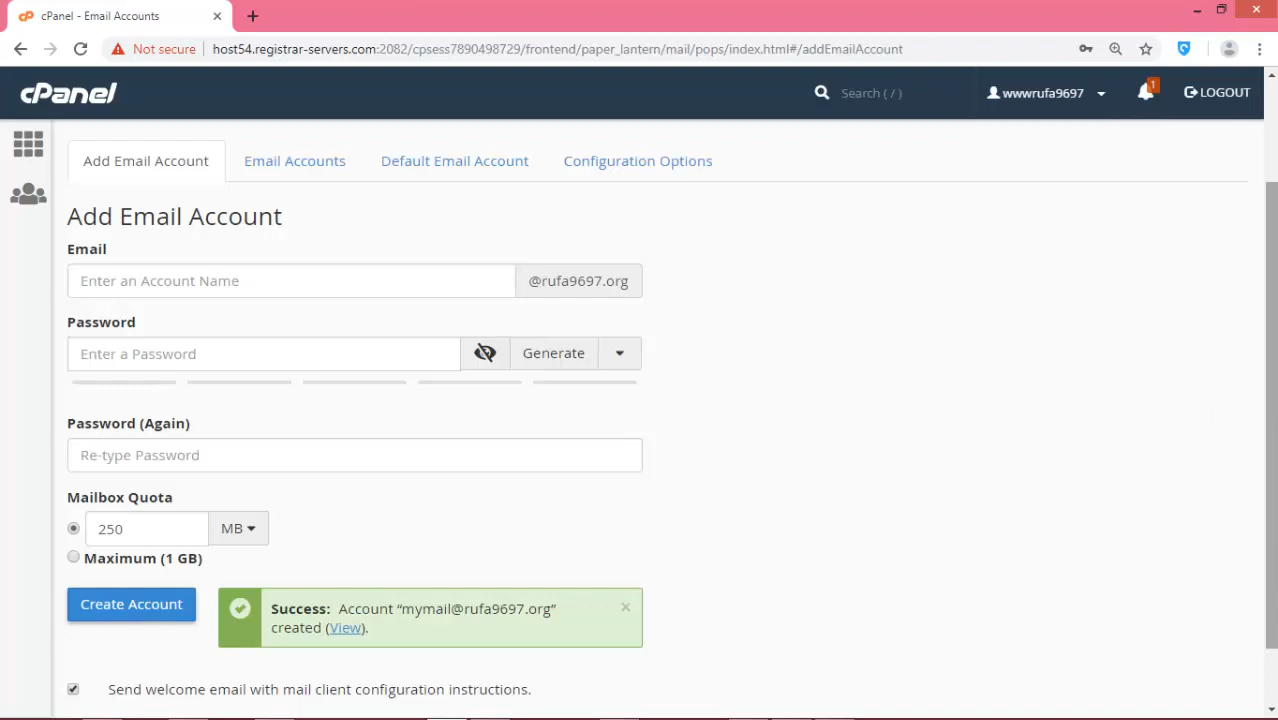 cPanel - Email Accounts
Not secure
host54.registrar-servers.com:2082/cpsess7890498729/frontend/paper_lantern/mail/pops/index.html#/addEmailAccount
cPanel
Search ( / )
wwwrufa9697
1
LOGOUT
Add Email Account
Email Accounts
Default Email Account
Configuration Options
Add Email Account
Email
Enter an Account Name
@rufa9697.org
Password
Enter a Password
Generate
Password (Again)
Re-type Password
Mailbox Quota
250
MB
Maximum (1 GB)
Create Account
Success: Account “mymail@rufa9697.org”
created (View).
Send welcome email with mail client configuration instructions.